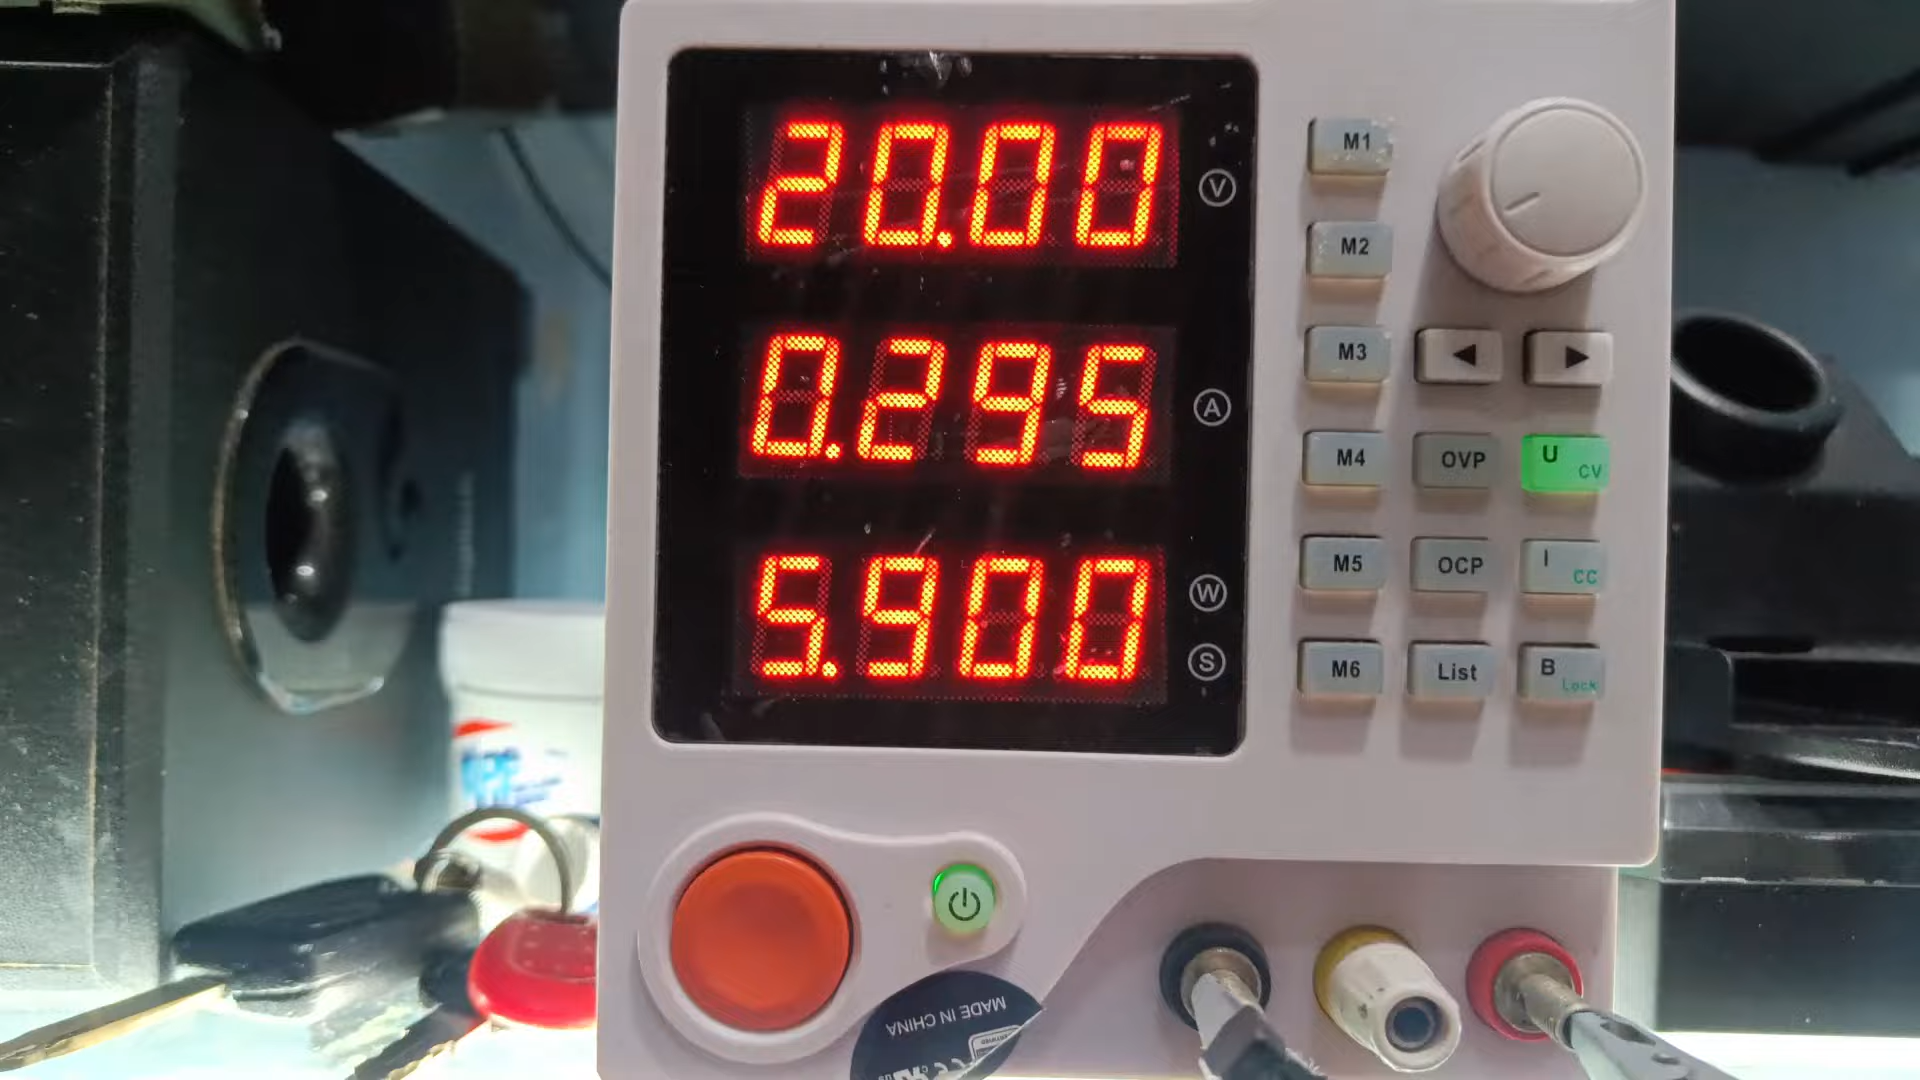 20.00 V
0.295 A
5.900 W
S
M1
M2
M3
M4 OVP U CV
M5 OCP I CC
M6 List B Lock
MADE IN CHINA